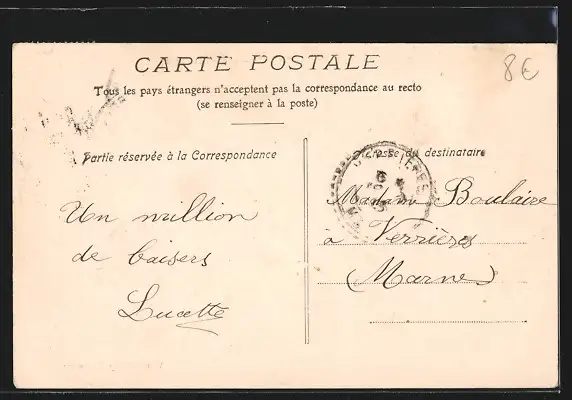 CARTE POSTALE
8€
Tous les pays étrangers n'acceptent pas la correspondance au recto
(se renseigner à la poste)
Partie réservée à la Correspondance
Adresse du destinataire
Un million
de baisers
Lucette
Madame Boulaire
à Verrières
(Marne)